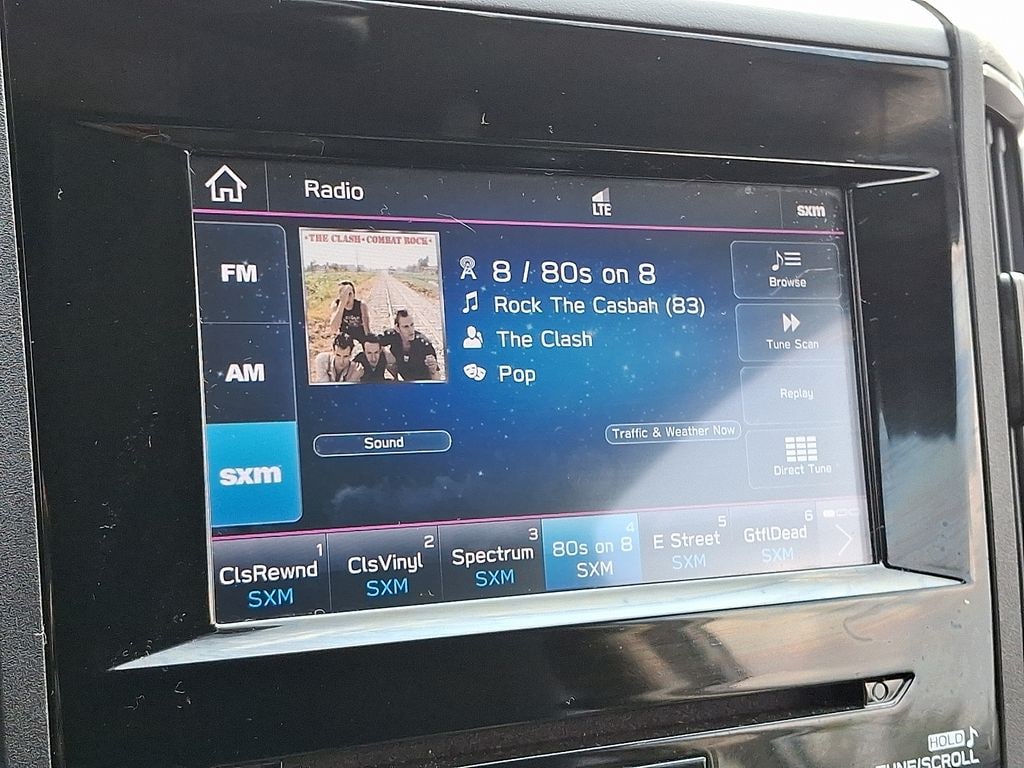 Radio
LTE
sxm
FM
AM
sxm
THE CLASH • COMBAT ROCK
8 / 80s on 8
Rock The Casbah (83)
The Clash
Pop
Sound
Traffic & Weather Now
Browse
Tune Scan
Replay
Direct Tune
1
ClsRewnd
SXM
2
ClsVinyl
SXM
3
Spectrum
SXM
4
80s on 8
SXM
5
E Street
SXM
6
GtflDead
SXM
HOLD
TUNE/SCROLL